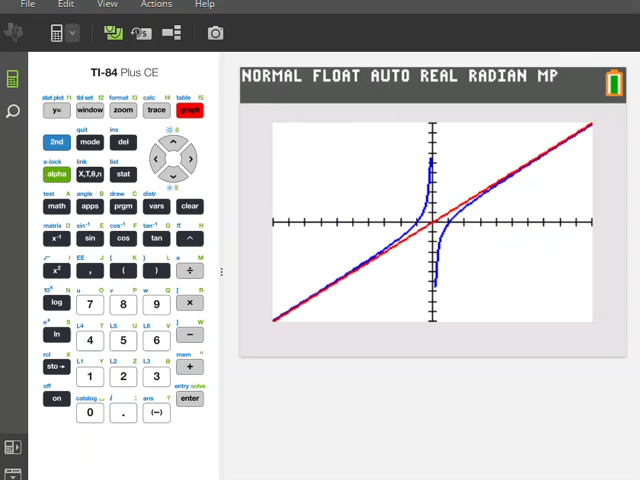 File Edit View Actions Help
TI-84 Plus CE
NORMAL FLOAT AUTO REAL RADIAN MP
stat plot f1 tbl set f2 format f3 calc f4 table f5
y= window zoom trace graph
quit ins
2nd mode del
a-lock link list
alpha X,T,θ,n stat
test A angle B draw C distr
math apps prgm vars clear
matrix D sin⁻¹ E cos⁻¹ F tan⁻¹ G π H
x⁻¹ sin cos tan ^
√ I EE J { K } L e M
x² , ( ) ÷
10ˣ N u O v P w Q [ R
log 7 8 9 ×
eˣ S L4 T L5 U L6 V ] W
ln 4 5 6 −
rcl X L1 Y L2 Z L3 θ mem "
sto→ 1 2 3 +
off catalog i : ans ? entry solve
on 0 . (−) enter